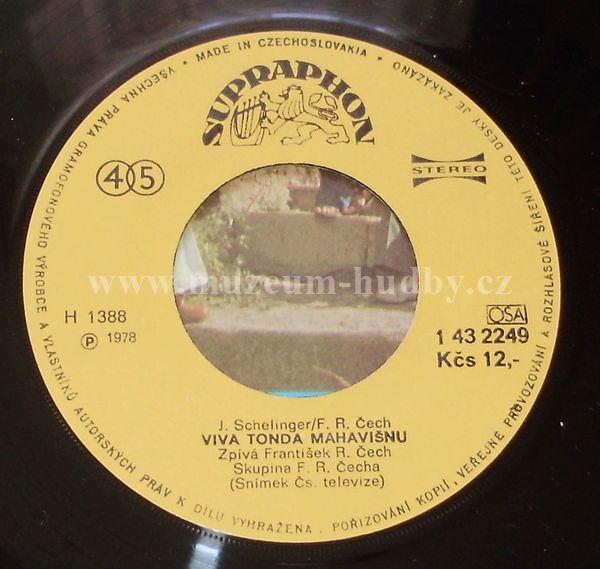 MADE IN CZECHOSLOVAKIA • VŠECHNA PRÁVA GRAMOFONOVÉHO VÝROBCE A VLASTNÍKŮ AUTORSKÝCH PRÁV K DÍLU VYHRAŽENA. POŘIZOVÁNÍ KOPIÍ, VEŘEJNÉ PROVOZOVÁNÍ A ROZHLASOVÉ ŠÍŘENÍ TÉTO DESKY JE ZAKÁZÁNO •
SUPRAPHON
45
STEREO
www.muzeum-hudby.cz
H 1388
OSA
1 43 2249
Ⓟ 1978
Kčs 12,-
J. Schelinger/F. R. Čech
VIVA TONDA MAHAVIŠNU
Zpívá František R. Čech
Skupina F. R. Čecha
(Snímek Čs. televize)